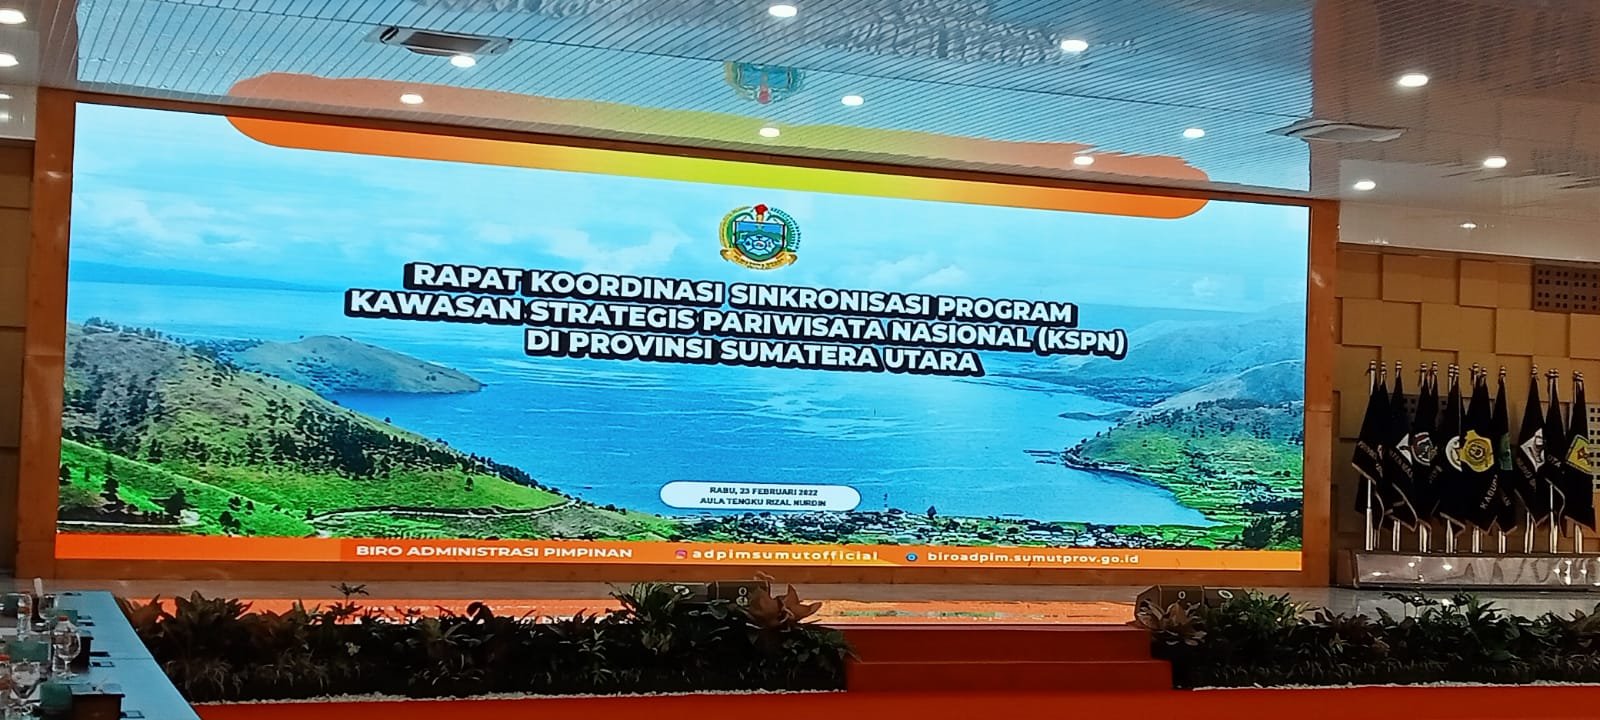 RAPAT KOORDINASI SINKRONISASI PROGRAM
KAWASAN STRATEGIS PARIWISATA NASIONAL (KSPN)
DI PROVINSI SUMATERA UTARA
RABU, 23 FEBRUARI 2022
AULA TENGKU RIZAL NURDIN
BIRO ADMINISTRASI PIMPINAN adpimsumutofficial biroadpim.sumutprov.go.id